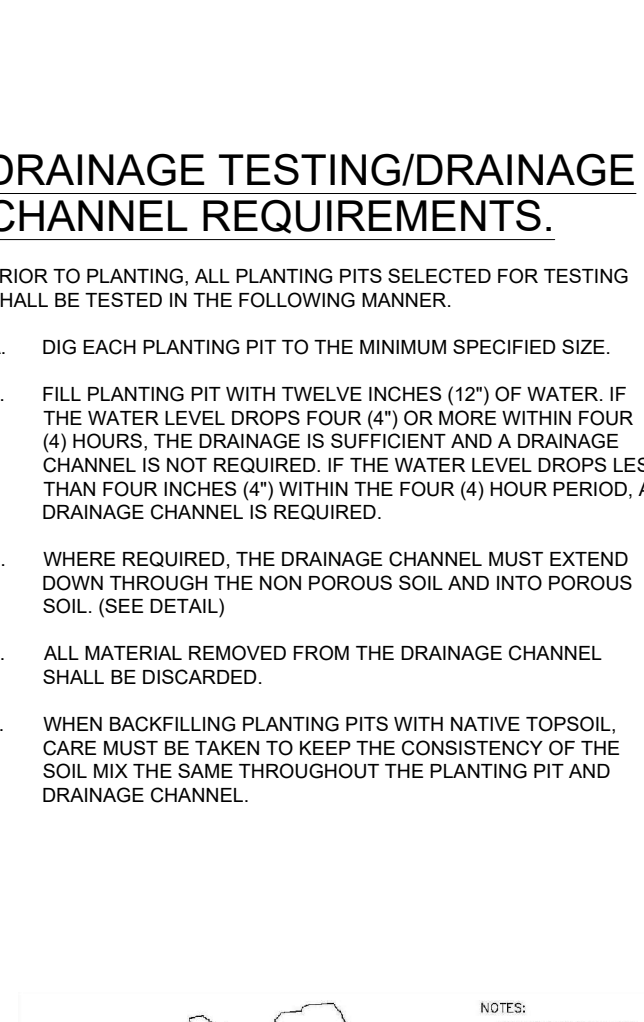 DRAINAGE TESTING/DRAINAGE
CHANNEL REQUIREMENTS.
PRIOR TO PLANTING, ALL PLANTING PITS SELECTED FOR TESTING
SHALL BE TESTED IN THE FOLLOWING MANNER.
. DIG EACH PLANTING PIT TO THE MINIMUM SPECIFIED SIZE.
. FILL PLANTING PIT WITH TWELVE INCHES (12") OF WATER. IF
THE WATER LEVEL DROPS FOUR (4") OR MORE WITHIN FOUR
(4) HOURS, THE DRAINAGE IS SUFFICIENT AND A DRAINAGE
CHANNEL IS NOT REQUIRED. IF THE WATER LEVEL DROPS LES
THAN FOUR INCHES (4") WITHIN THE FOUR (4) HOUR PERIOD, A
DRAINAGE CHANNEL IS REQUIRED.
. WHERE REQUIRED, THE DRAINAGE CHANNEL MUST EXTEND
DOWN THROUGH THE NON POROUS SOIL AND INTO POROUS
SOIL. (SEE DETAIL)
. ALL MATERIAL REMOVED FROM THE DRAINAGE CHANNEL
SHALL BE DISCARDED.
. WHEN BACKFILLING PLANTING PITS WITH NATIVE TOPSOIL,
CARE MUST BE TAKEN TO KEEP THE CONSISTENCY OF THE
SOIL MIX THE SAME THROUGHOUT THE PLANTING PIT AND
DRAINAGE CHANNEL.
NOTES: